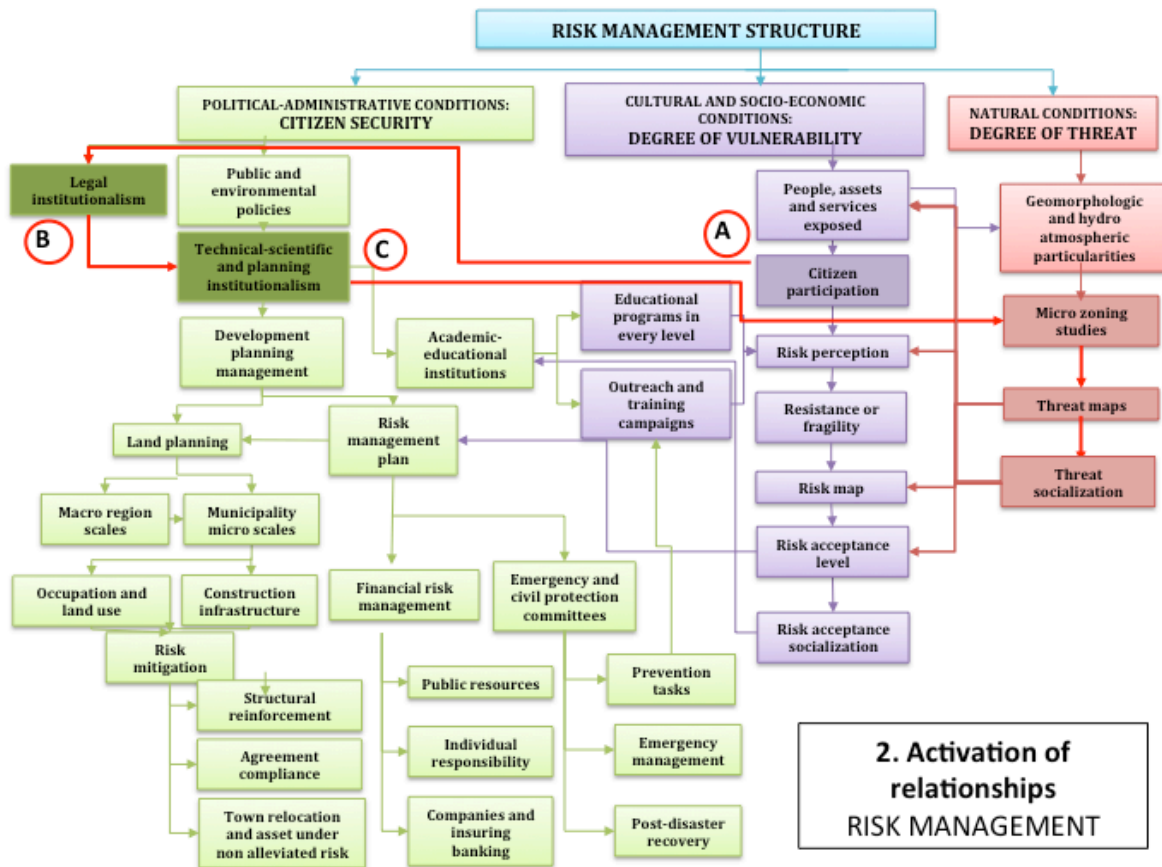 RISK MANAGEMENT STRUCTURE
POLITICAL-ADMINISTRATIVE CONDITIONS:
CITIZEN SECURITY
CULTURAL AND SOCIO-ECONOMIC
CONDITIONS:
DEGREE OF VULNERABILITY
NATURAL CONDITIONS:
DEGREE OF THREAT
Legal
institutionalism
Public and
environmental
policies
People, assets
and services
exposed
Geomorphologic
and hydro
atmospheric
particularities
B
C
A
Technical-scientific
and planning
institutionalism
Citizen
participation
Educational
programs in
every level
Micro zoning
studies
Development
planning
management
Academic-
educational
institutions
Risk perception
Outreach and
training
campaigns
Resistance or
fragility
Threat maps
Land planning
Risk
management
plan
Threat
socialization
Macro region
scales
Municipality
micro scales
Risk map
Risk acceptance
level
Occupation and
land use
Construction
infrastructure
Financial risk
management
Emergency and
civil protection
committees
Risk acceptance
socialization
Risk
mitigation
Structural
reinforcement
Public resources
Prevention
tasks
Agreement
compliance
Individual
responsibility
Emergency
management
Town relocation
and asset under
non alleviated risk
Companies and
insuring
banking
Post-disaster
recovery
2. Activation of
relationships
RISK MANAGEMENT